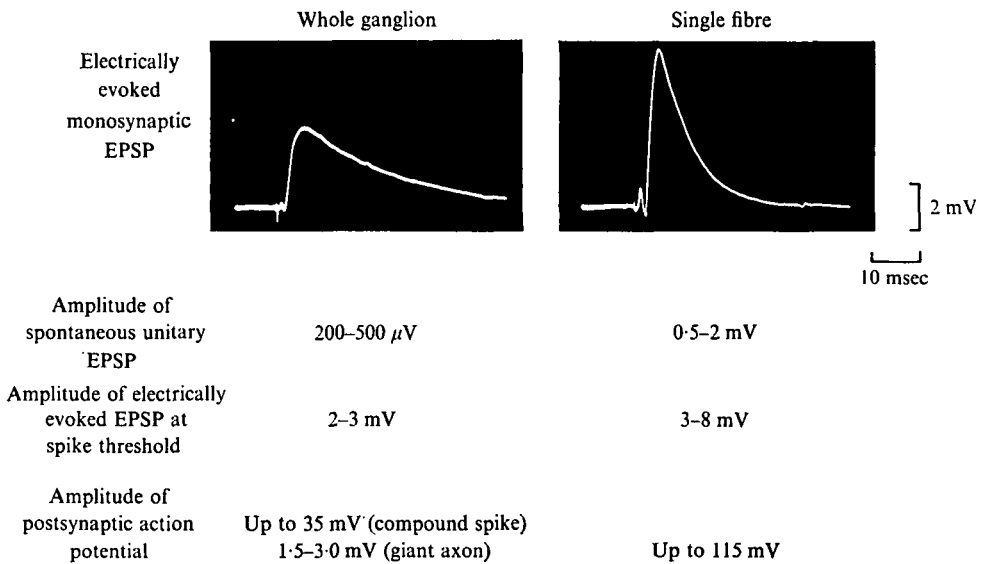 Whole ganglion
Single fibre
Electrically
evoked
monosynaptic
EPSP
2 mV
10 msec
Amplitude of
spontaneous unitary
EPSP
200–500 μV
0·5–2 mV
Amplitude of electrically
evoked EPSP at
spike threshold
2–3 mV
3–8 mV
Amplitude of
postsynaptic action
potential
Up to 35 mV (compound spike)
1·5–3·0 mV (giant axon)
Up to 115 mV